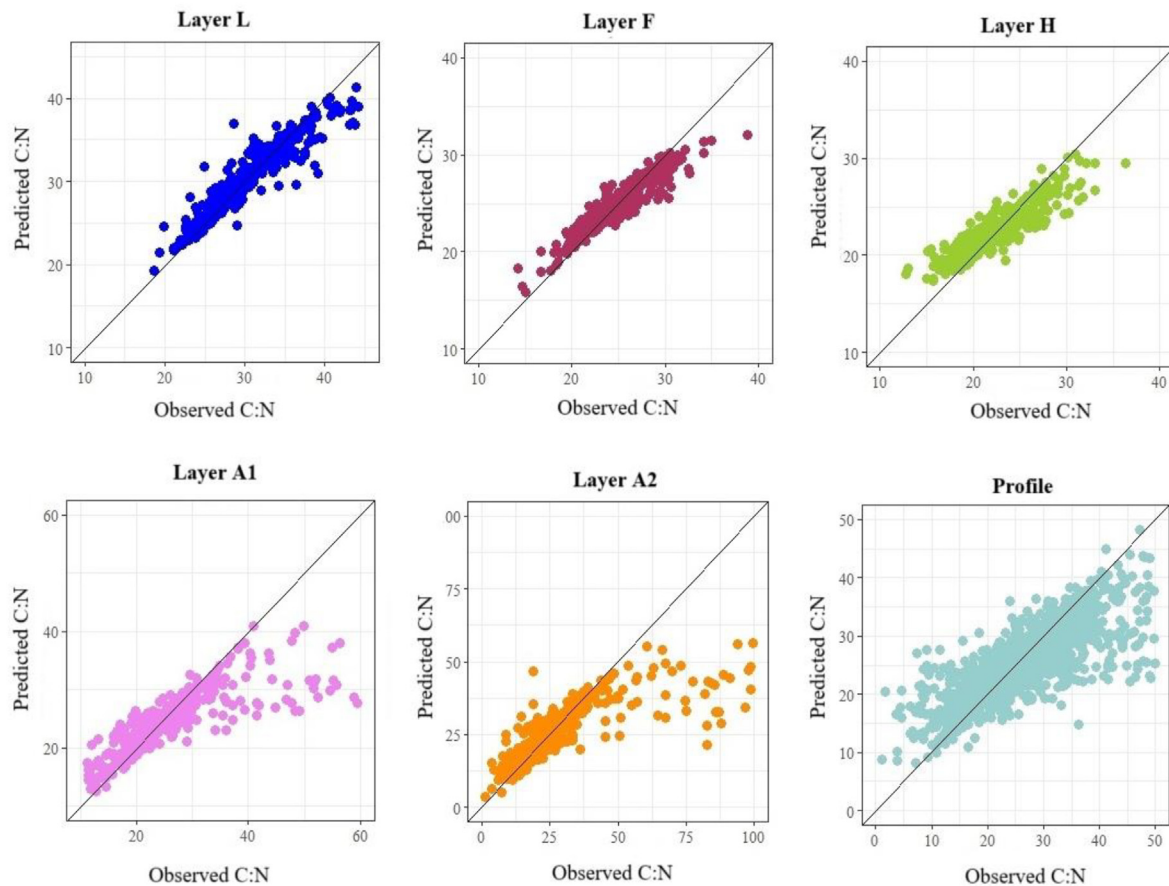 Layer L
40
30
20
10
10 20 30 40
Predicted C:N
Observed C:N
Layer F
40
30
20
10
10 20 30 40
Predicted C:N
Observed C:N
Layer H
40
30
20
10
10 20 30 40
Predicted C:N
Observed C:N
Layer A1
60
40
20
20 40 60
Predicted C:N
Observed C:N
Layer A2
00
75
50
25
0
0 25 50 75 100
Predicted C:N
Observed C:N
Profile
50
40
30
20
10
0
0 10 20 30 40 50
Predicted C:N
Observed C:N